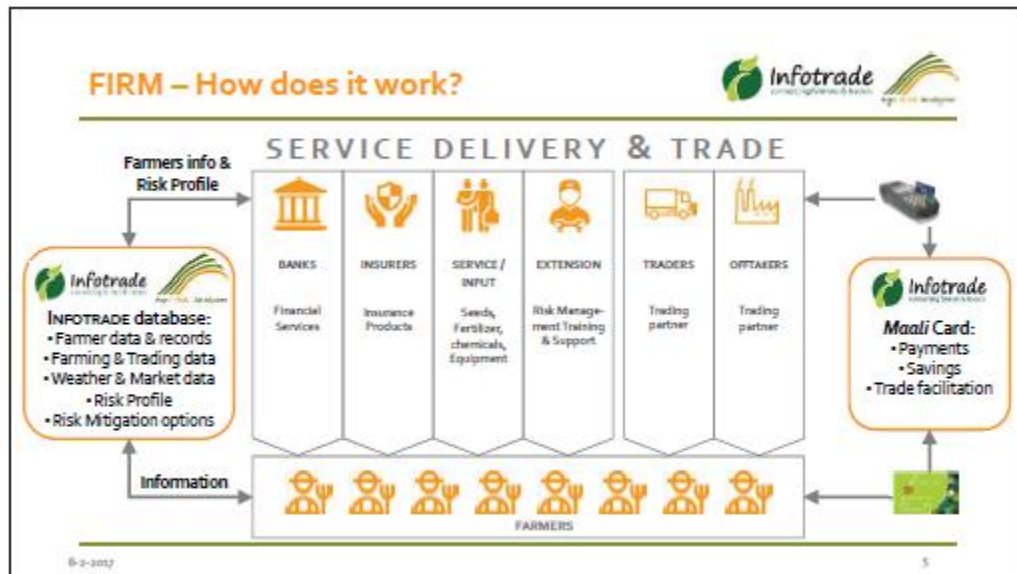 FIRM – How does it work?
Infotrade
SERVICE DELIVERY & TRADE
Farmers info &
Risk Profile
BANKS
Financial
Services
INSURERS
Insurance
Products
SERVICE /
INPUT
Seeds,
Fertilizer,
chemicals,
Equipment
EXTENSION
Risk Manage-
ment Training
& Support
TRADERS
Trading
partner
OFFTAKERS
Trading
partner
Infotrade
INFOTRADE database:
• Farmer data & records
• Farming & Trading data
• Weather & Market data
• Risk Profile
• Risk Mitigation options
Infotrade
Maali Card:
• Payments
• Savings
• Trade facilitation
Information
FARMERS
6-2-2017
5